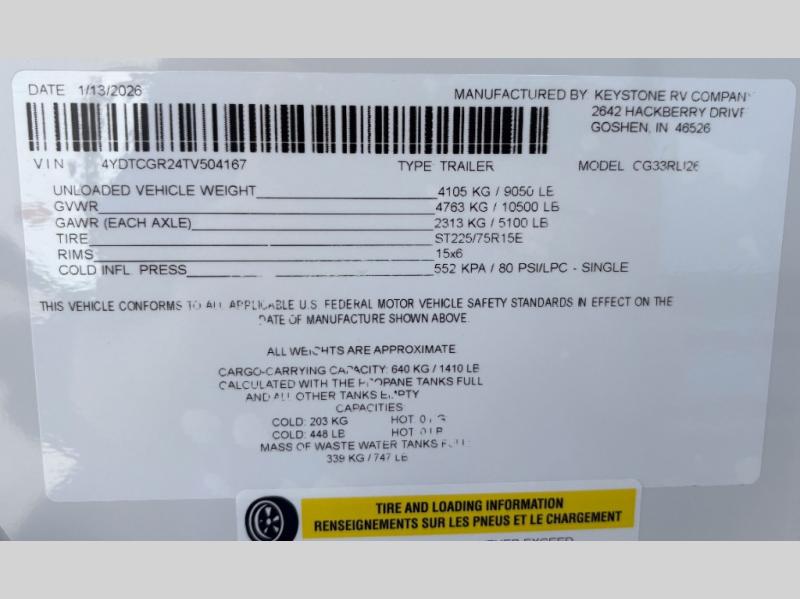 DATE 1/13/2026
MANUFACTURED BY KEYSTONE RV COMPANY
2642 HACKBERRY DRIVE
GOSHEN, IN 46526
VIN 4YDTCGR24TV504167 TYPE TRAILER MODEL CG33RLI26
UNLOADED VEHICLE WEIGHT 4105 KG / 9050 LB
GVWR 4763 KG / 10500 LB
GAWR (EACH AXLE) 2313 KG / 5100 LB
TIRE ST225/75R15E
RIMS 15x6
COLD INFL. PRESS 552 KPA / 80 PSI/LPC - SINGLE
THIS VEHICLE CONFORMS TO ALL APPLICABLE U.S. FEDERAL MOTOR VEHICLE SAFETY STANDARDS IN EFFECT ON THE
DATE OF MANUFACTURE SHOWN ABOVE.
ALL WEIGHTS ARE APPROXIMATE
CARGO-CARRYING CAPACITY: 640 KG / 1410 LB
CALCULATED WITH THE PROPANE TANKS FULL
AND ALL OTHER TANKS EMPTY
CAPACITIES
COLD: 203 KG HOT: 0 KG
COLD: 448 LB HOT: 0 LB
MASS OF WASTE WATER TANKS FULL:
339 KG / 747 LB
TIRE AND LOADING INFORMATION
RENSEIGNEMENTS SUR LES PNEUS ET LE CHARGEMENT